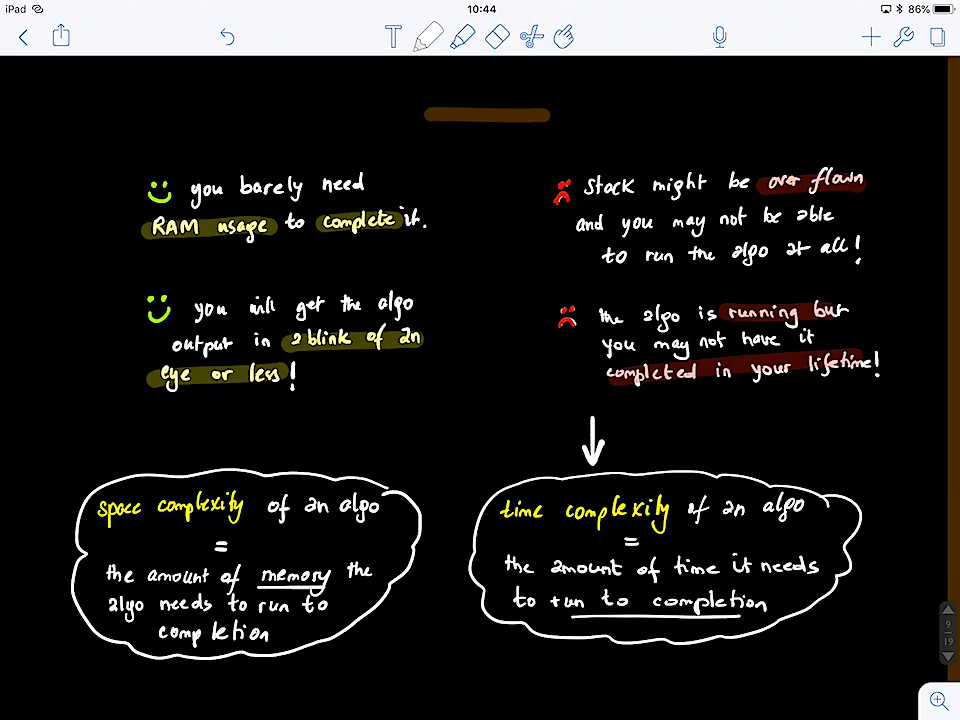 iPad
10:44
86%
T
you barely need
RAM usage to complete it.
you will get the algo
output in a blink of an
eye or less!
Stack might be over flown
and you may not be able
to run the algo at all!
the algo is running but
you may not have it
completed in your lifetime!
space complexity of an algo
=
the amount of memory the
algo needs to run to
completion
time complexity of an algo
=
the amount of time it needs
to run to completion
9
19